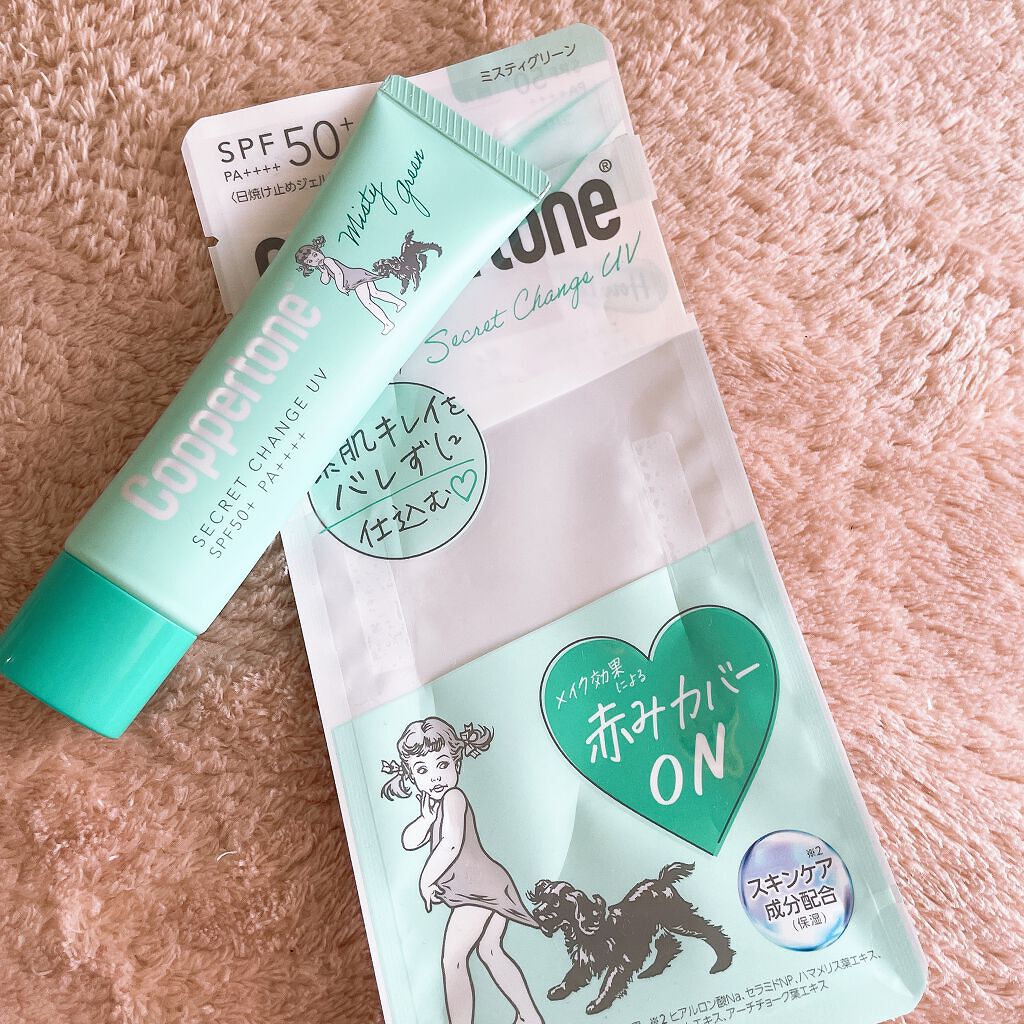 ミスティグリーン
SPF 50+
PA++++
〈日焼け止めジェル
tone®
Secret Change UV
Misty
green
Coppertone®
SECRET CHANGE UV
SPF50+ PA++++
肌キレイを
バレずに
仕込む♡
メイク効果
による
赤みカバー
ON
※2
スキンケア
成分配合
(保湿)
※2 ヒアルロン酸Na、セラミドNP、ハマメリス葉エキス、
エキス、アーチチョーク葉エキス